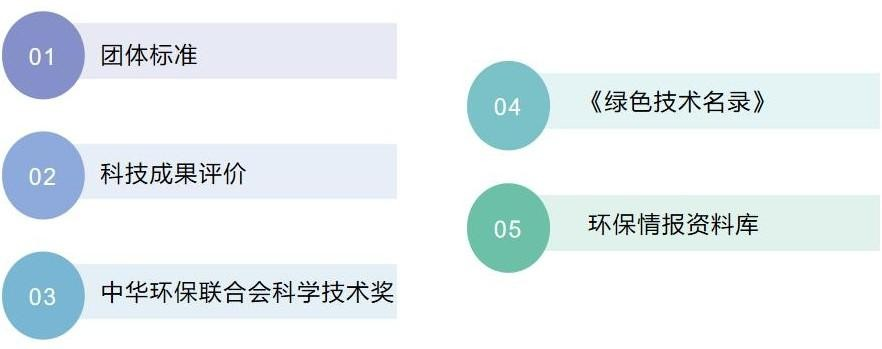 01 团体标准
02 科技成果评价
03 中华环保联合会科学技术奖
04 《绿色技术名录》
05 环保情报资料库